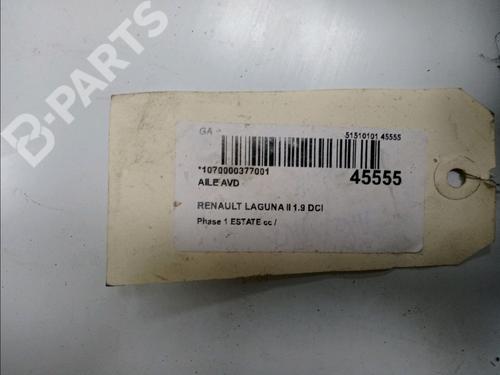 B-PARTS
GA
51510101 45555
*1070000377001
45555
AILE AVD
RENAULT LAGUNA II 1.9 DCI
Phase 1 ESTATE cc /